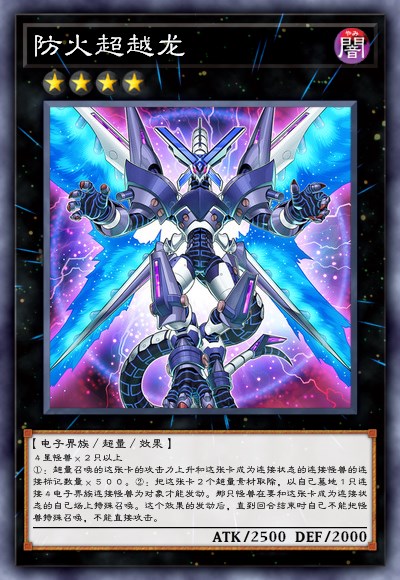 防火超越龙
やみ
闇
【电子界族／超量／效果】
4星怪兽×2只以上
①：超量召唤的这张卡的攻击力上升和这张卡成为连接状态的连接怪兽的连
接标记数量×500。②：把这张卡2个超量素材取除，以自己墓地1只连
接4电子界族连接怪兽为对象才能发动。那只怪兽在要和这张卡成为连接状态
的自己场上特殊召唤。这个效果的发动后，直到回合结束时自己不能把怪
兽特殊召唤，不能直接攻击。
ATK/2500 DEF/2000